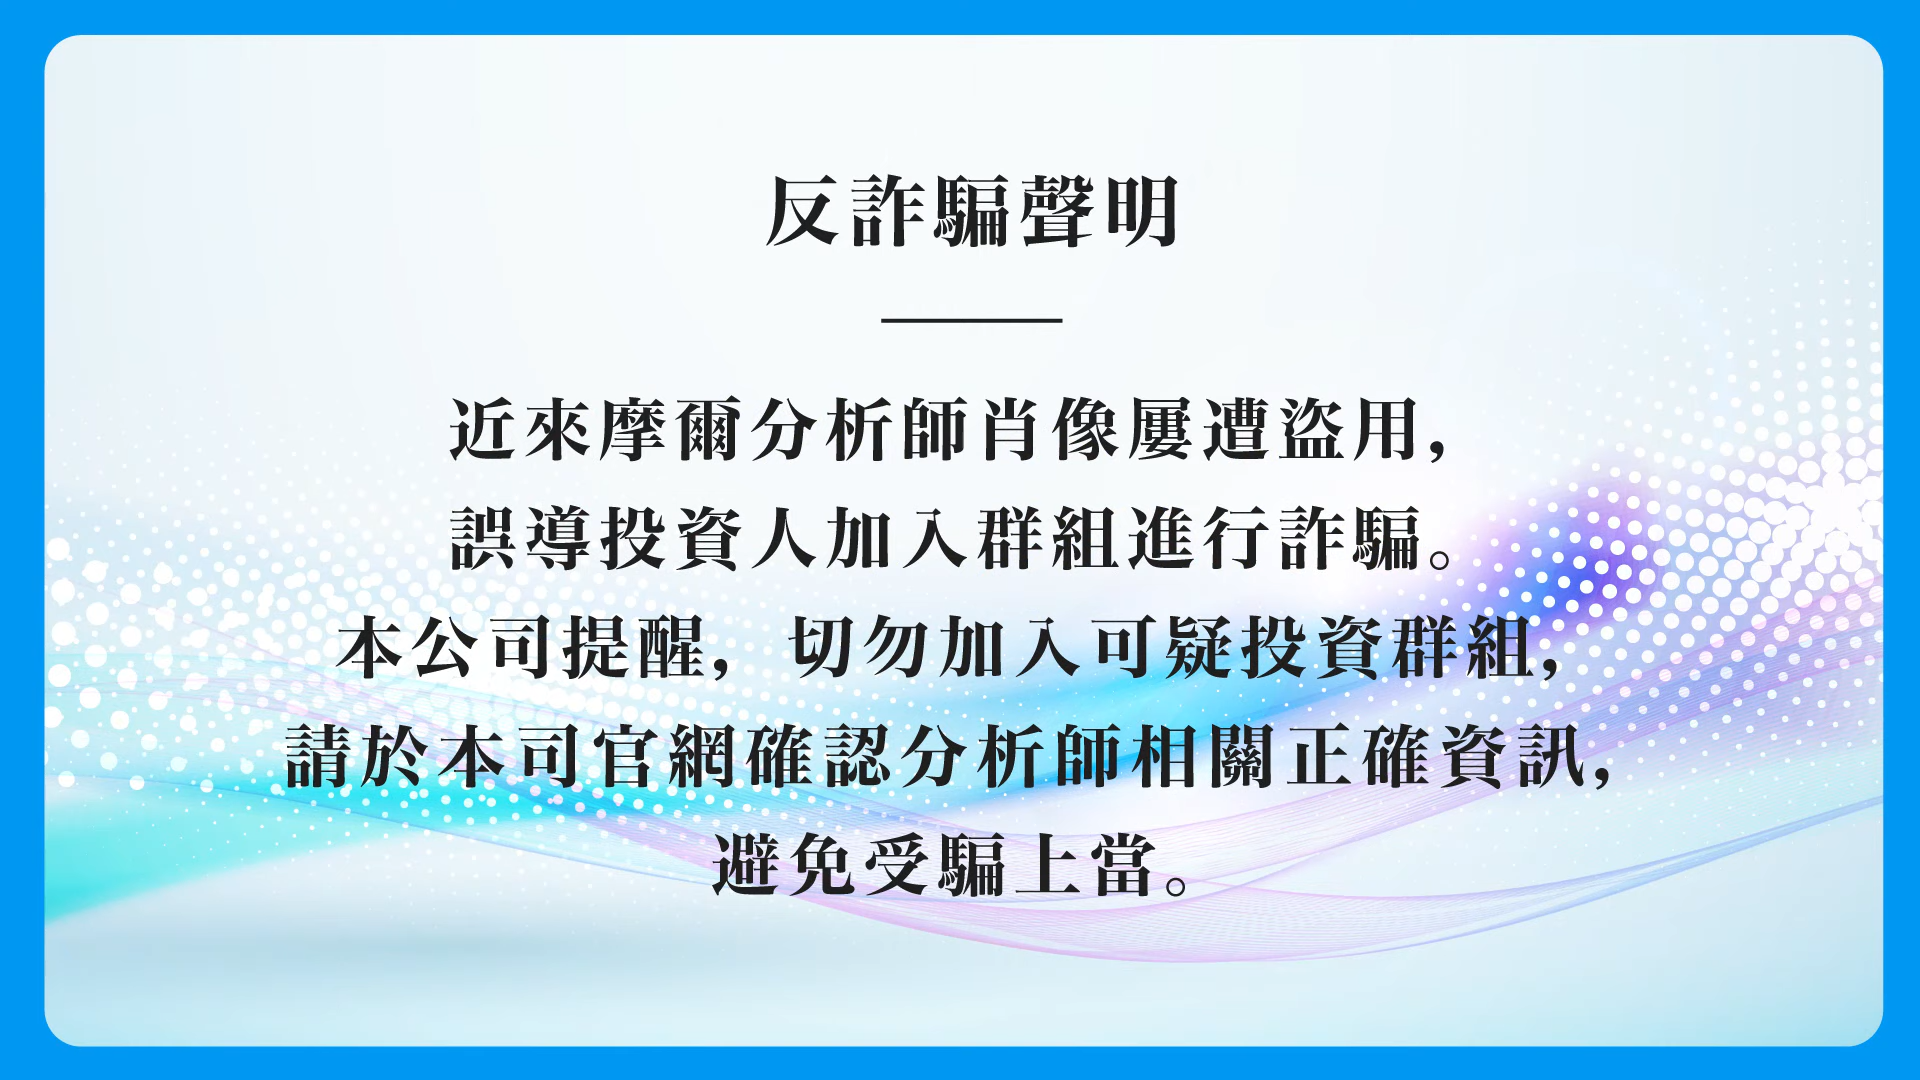 反詐騙聲明
近來摩爾分析師肖像屢遭盜用，
誤導投資人加入群組進行詐騙。
本公司提醒，切勿加入可疑投資群組，
請於本司官網確認分析師相關正確資訊，
避免受騙上當。